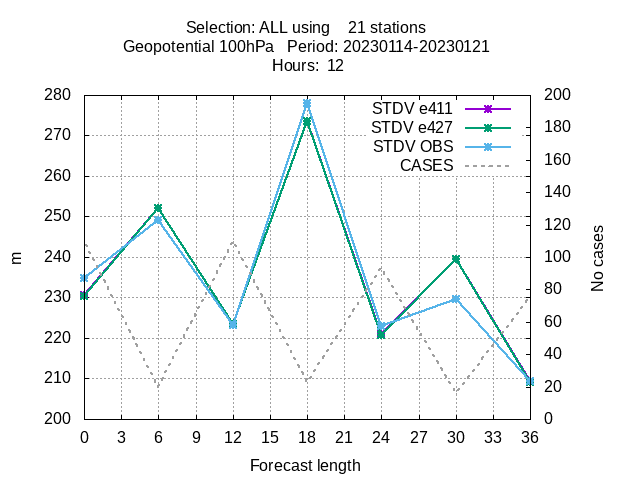 Selection: ALL using    21 stations
Geopotential 100hPa   Period: 20230114-20230121
Hours:  12
STDV e411
STDV e427
STDV OBS
CASES
280
270
260
250
240
230
220
210
200
200
180
160
140
120
100
80
60
40
20
0
m
No cases
0 3 6 9 12 15 18 21 24 27 30 33 36
Forecast length